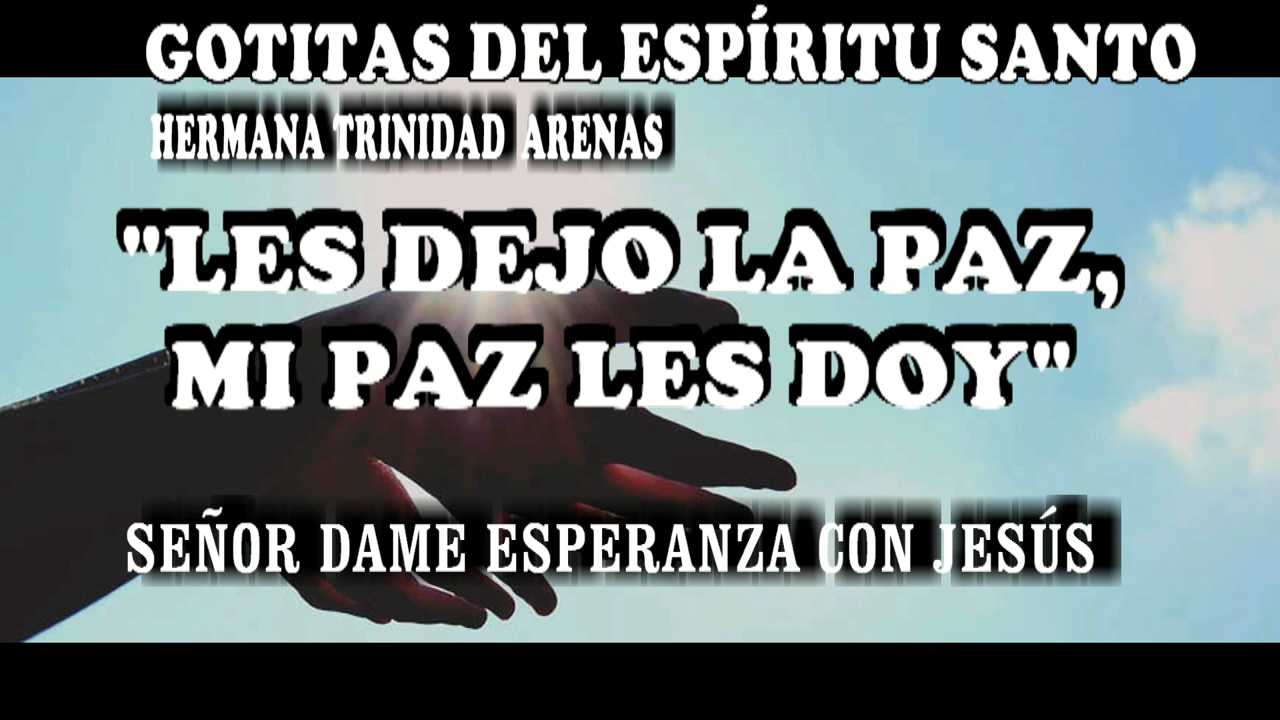 GOTITAS DEL ESPÍRITU SANTO
HERMANA TRINIDAD ARENAS
"LES DEJO LA PAZ,
MI PAZ LES DOY"
SEÑOR DAME ESPERANZA CON JESÚS